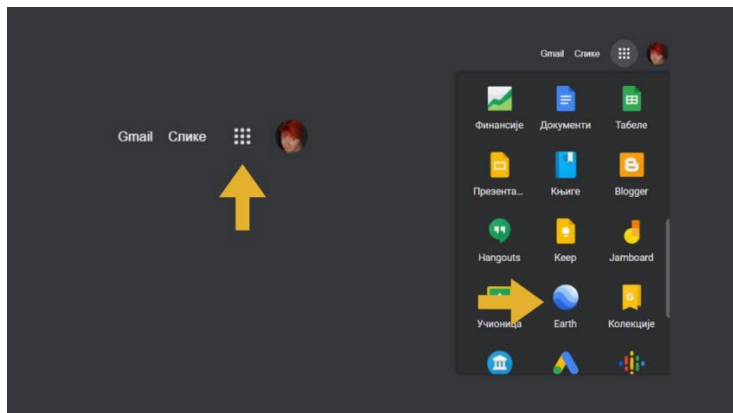 Gmail Слике
Gmail Слике
Финансије Документи Табеле
Презента... Књиге Blogger
Hangouts Keep Jamboard
Учионица Earth Колекције